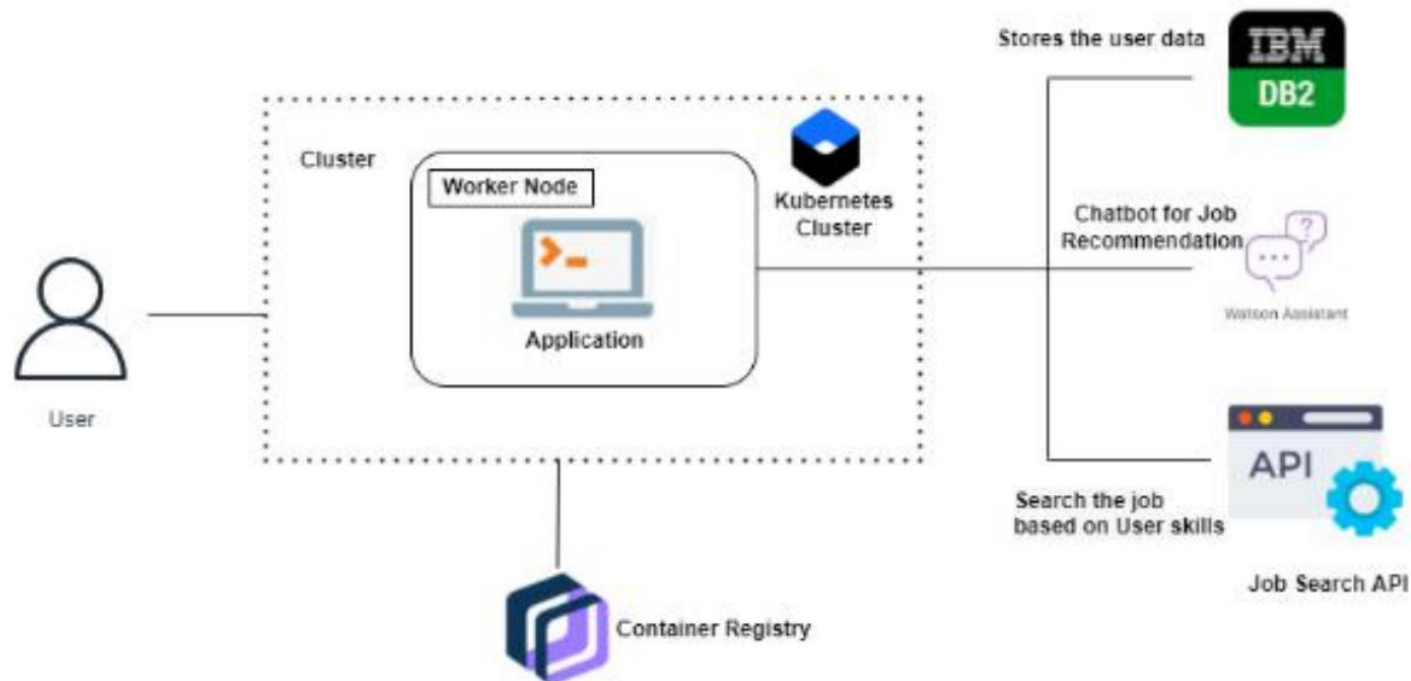 Stores the user data
IBM
DB2
Cluster
Worker Node
Kubernetes
Cluster
Chatbot for Job
Recommendation
?
...
Watson Assistant
>_
Application
User
API
Search the job
based on User skills
Job Search API
Container Registry